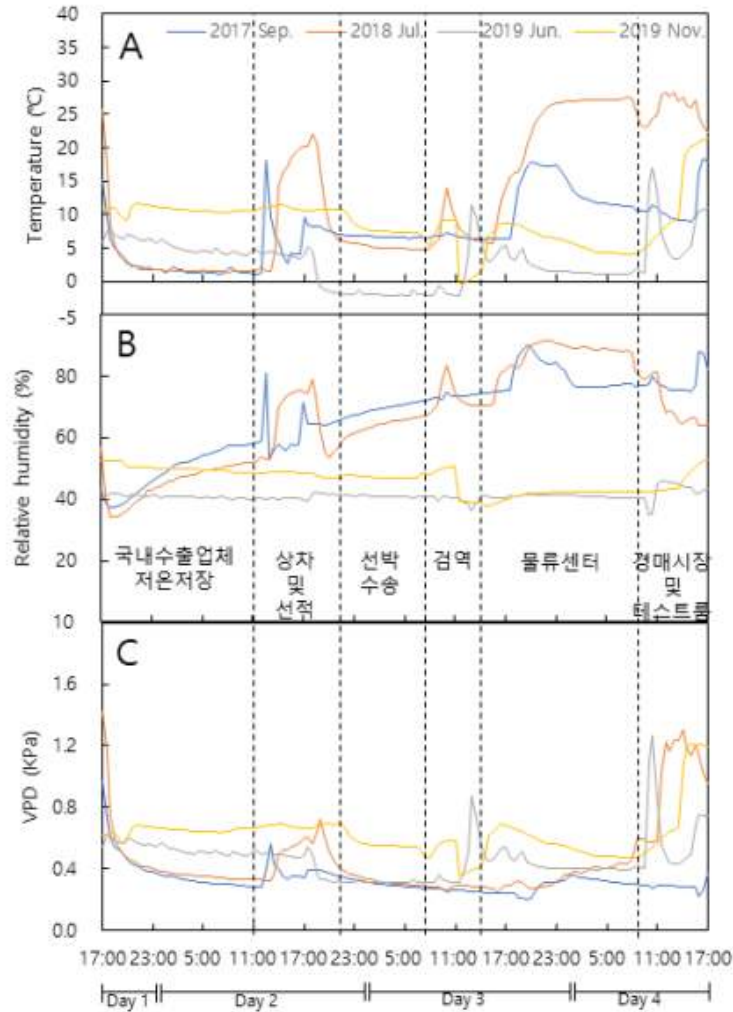 2017 Sep. 2018 Jul. 2019 Jun. 2019 Nov.
A
Temperature (℃)
40
35
30
25
20
15
10
5
0
-5
B
Relative humidity (%)
80
60
40
20
10
국내수출업체
저온저장
상차
및
선적
선박
수송
검역
물류센터
경매시장
및
테스트룸
C
VPD (KPa)
1.6
1.2
0.8
0.4
0.0
17:00 23:00 5:00 11:00 17:00 23:00 5:00 11:00 17:00 23:00 5:00 11:00 17:00
Day 1 Day 2 Day 3 Day 4